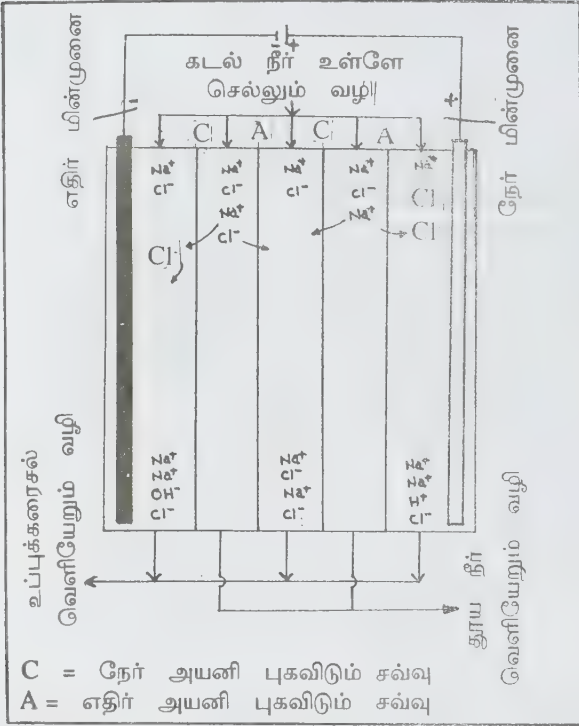 - +
கடல் நீர் உள்ளே
செல்லும் வழி
எதிர் மின்முனை
நேர் மின்முனை
- +
C A C A
Na⁺ Na⁺ Na⁺ Na⁺ Na⁺
Cl⁻ Cl⁻ Cl⁻ Cl⁻ Cl
Na⁺ Na⁺
Cl⁻ Cl
Cl
Na⁺ Na⁺ Na⁺
Na⁺ Cl⁻ Na⁺
OH⁻ Na⁺ H⁺
Cl⁻ Cl⁻ Cl⁻
உப்புக்கரைசல்
வெளியேறும் வழி
தூய நீர்
வெளியேறும் வழி
C = நேர் அயனி புகவிடும் சவ்வு
A = எதிர் அயனி புகவிடும் சவ்வு